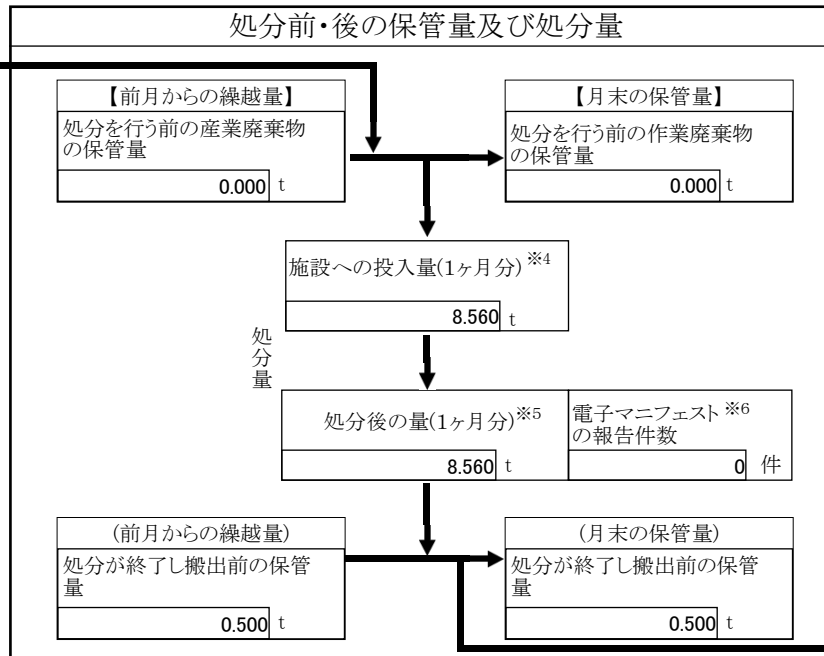 処分前・後の保管量及び処分量
【前月からの繰越量】
処分を行う前の産業廃棄物
の保管量
0.000 t
【月末の保管量】
処分を行う前の作業廃棄物
の保管量
0.000 t
施設への投入量(1ヶ月分)※4
8.560 t
処分量
処分後の量(1ヶ月分)※5
8.560 t
電子マニフェスト※6
の報告件数
0 件
(前月からの繰越量)
処分が終了し搬出前の保管
量
0.500 t
(月末の保管量)
処分が終了し搬出前の保管
量
0.500 t